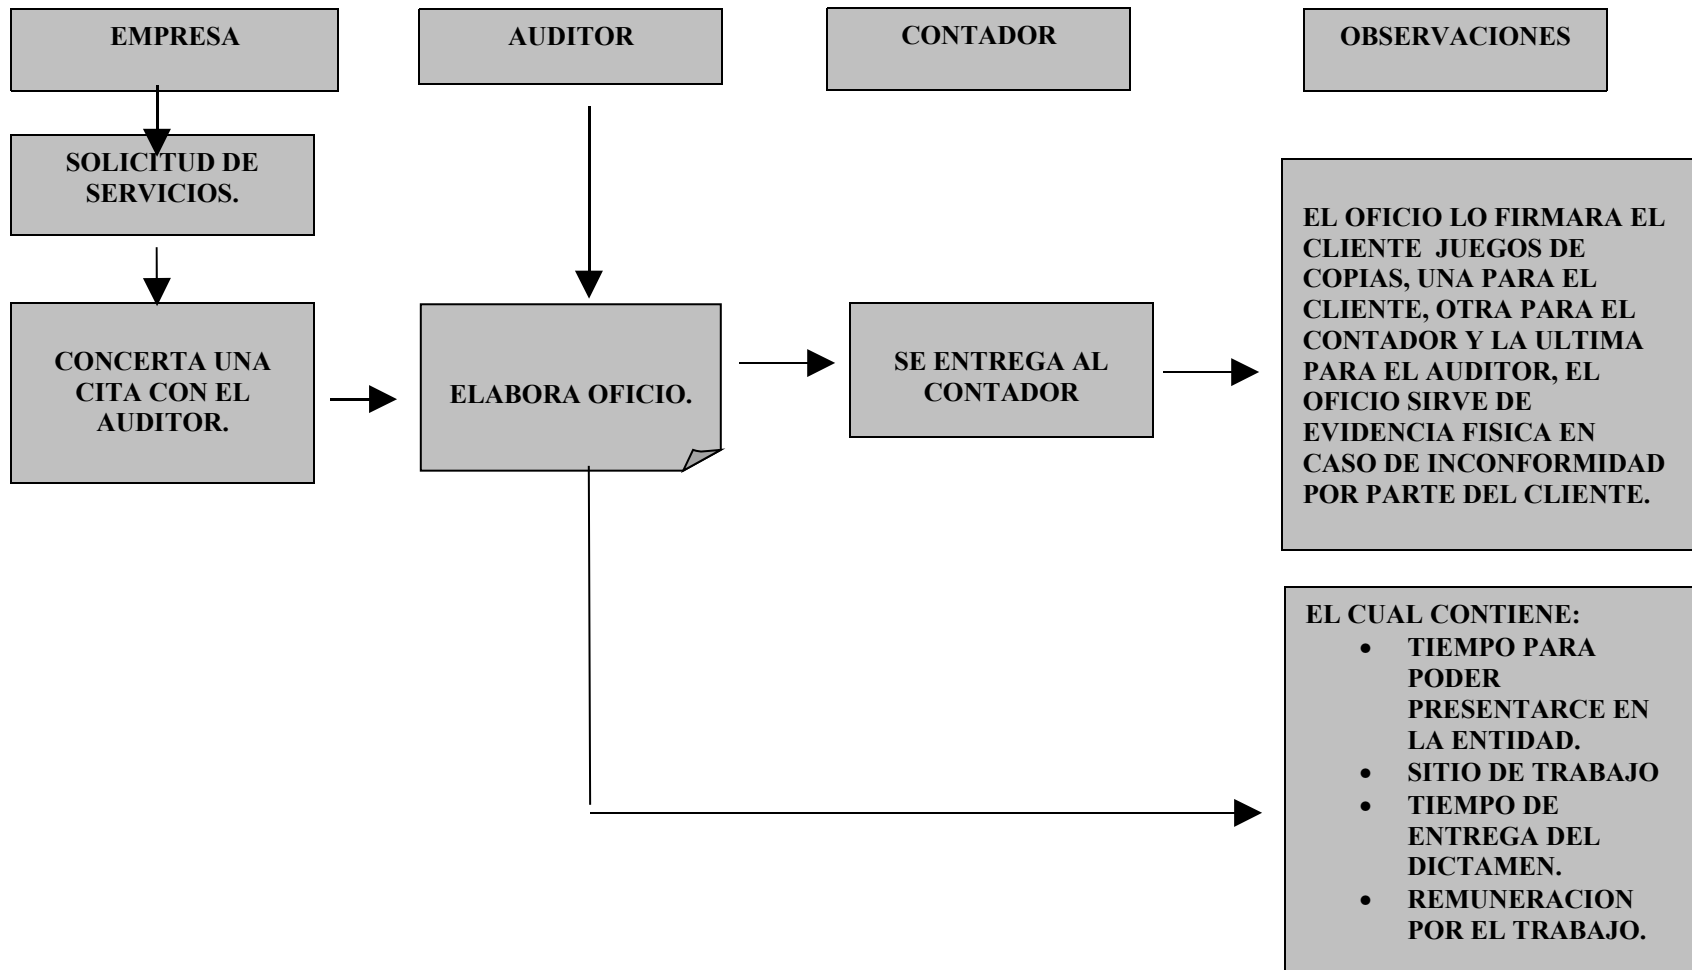 EMPRESA
AUDITOR
CONTADOR
OBSERVACIONES
SOLICITUD DE
SERVICIOS.
CONCERTA UNA
CITA CON EL
AUDITOR.
ELABORA OFICIO.
SE ENTREGA AL
CONTADOR
EL OFICIO LO FIRMARA EL
CLIENTE JUEGOS DE
COPIAS, UNA PARA EL
CLIENTE, OTRA PARA EL
CONTADOR Y LA ULTIMA
PARA EL AUDITOR, EL
OFICIO SIRVE DE
EVIDENCIA FISICA EN
CASO DE INCONFORMIDAD
POR PARTE DEL CLIENTE.
EL CUAL CONTIENE:
• TIEMPO PARA
PODER
PRESENTARCE EN
LA ENTIDAD.
• SITIO DE TRABAJO
• TIEMPO DE
ENTREGA DEL
DICTAMEN.
• REMUNERACION
POR EL TRABAJO.